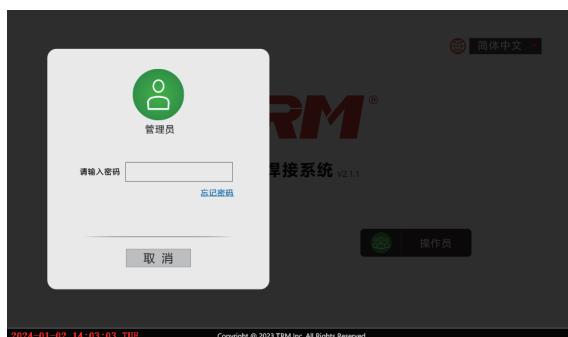 简体中文
管理员
RM®
请输入密码
焊接系统 V2.1.1
忘记密码
操作员
取 消
2024-01-02 14:03:03 TUE
Copyright @ 2023 TRM Inc. All Rights Reserved